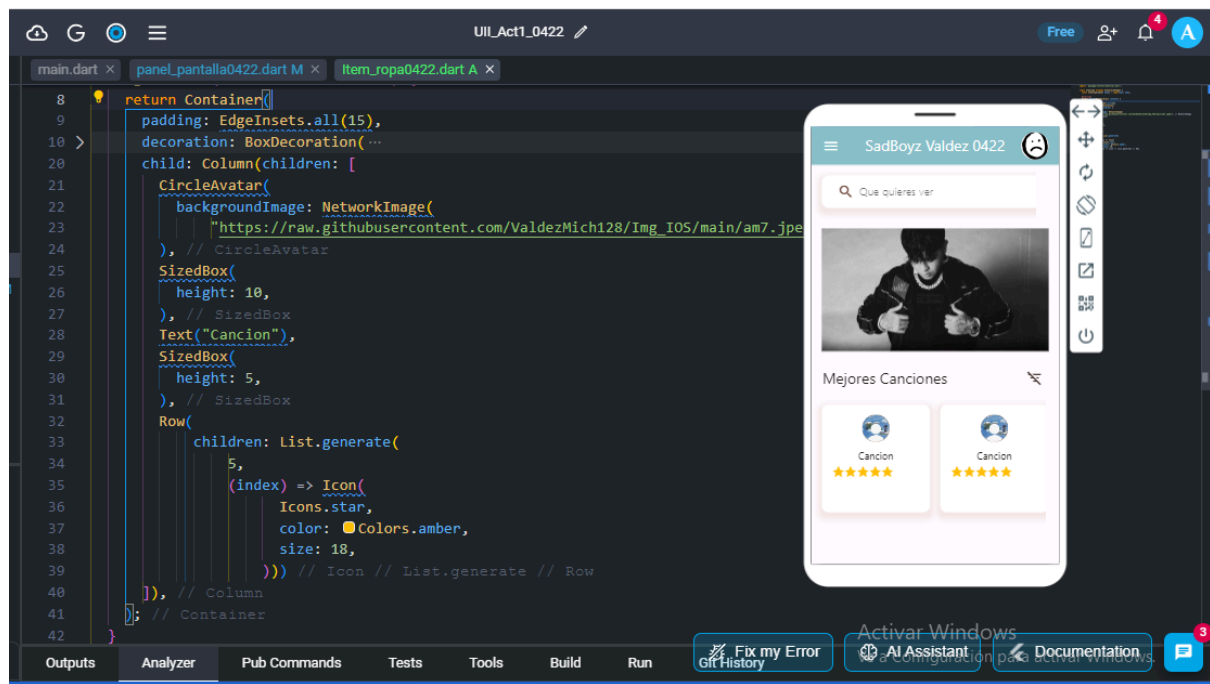 UII_Act1_0422
Free
4
A
main.dart ×
panel_pantalla0422.dart M ×
Item_ropa0422.dart A ×
8 return Container(
9 padding: EdgeInsets.all(15),
10 decoration: BoxDecoration( ⋯
20 child: Column(children: [
21 CircleAvatar(
22 backgroundImage: NetworkImage(
23 "https://raw.githubusercontent.com/ValdezMich128/Img_IOS/main/am7.jpe
24 ), // CircleAvatar
25 SizedBox(
26 height: 10,
27 ), // SizedBox
28 Text("Cancion"),
29 SizedBox(
30 height: 5,
31 ), // SizedBox
32 Row(
33 children: List.generate(
34 5,
35 (index) => Icon(
36 Icons.star,
37 color: Colors.amber,
38 size: 18,
39 ))) // Icon // List.generate // Row
40 ]), // Column
41 ); // Container
42 }
SadBoyz Valdez 0422
Que quieres ver
Mejores Canciones
Cancion
Cancion
Activar Windows
Ve a Configuración para activar Windows.
Fix my Error
AI Assistant
Documentation
3
Outputs
Analyzer
Pub Commands
Tests
Tools
Build
Run
Git History